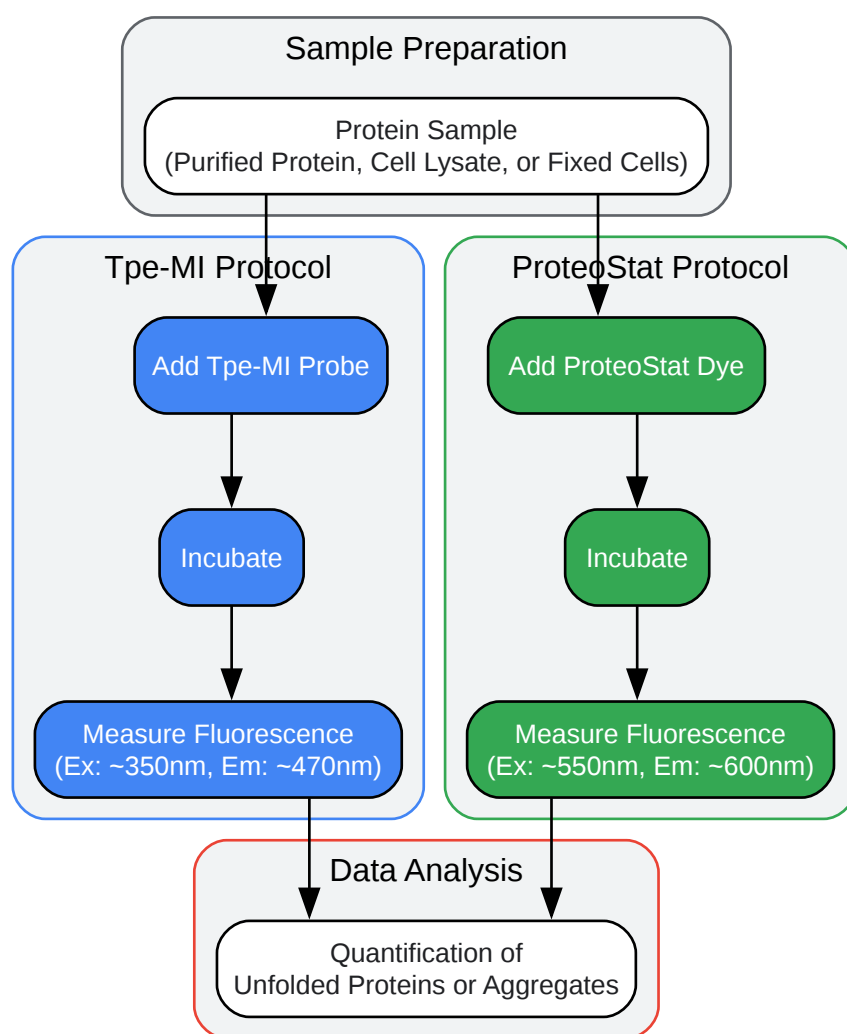 Sample Preparation
Protein Sample
(Purified Protein, Cell Lysate, or Fixed Cells)
Tpe-MI Protocol
Add Tpe-MI Probe
Incubate
Measure Fluorescence
(Ex: ~350nm, Em: ~470nm)
ProteoStat Protocol
Add ProteoStat Dye
Incubate
Measure Fluorescence
(Ex: ~550nm, Em: ~600nm)
Data Analysis
Quantification of
Unfolded Proteins or Aggregates